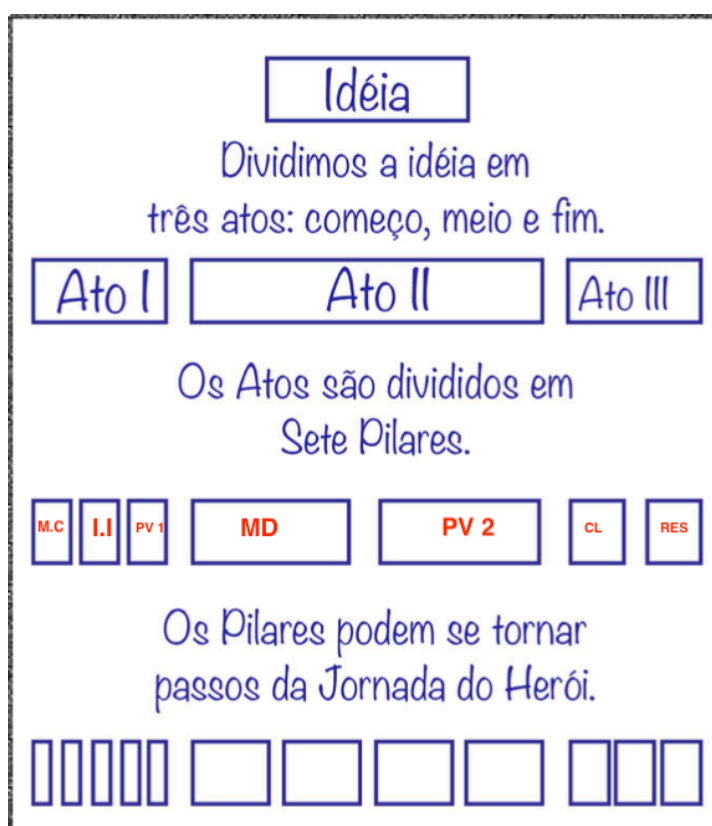 Idéia
Dividimos a idéia em
três atos: começo, meio e fim.
Ato I Ato II Ato III
Os Atos são divididos em
Sete Pilares.
M.C I.I PV 1 MD PV 2 CL RES
Os Pilares podem se tornar
passos da Jornada do Herói.